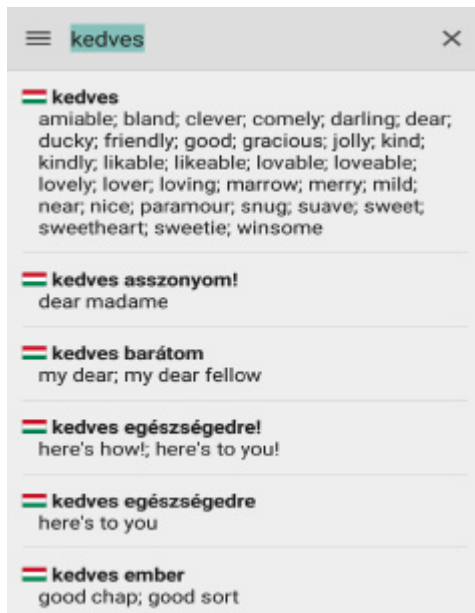 kedves
kedves
amiable; bland; clever; comely; darling; dear;
ducky; friendly; good; gracious; jolly; kind;
kindly; likable; likeable; lovable; loveable;
lovely; lover; loving; marrow; merry; mild;
near; nice; paramour; snug; suave; sweet;
sweetheart; sweetie; winsome
kedves asszonyom!
dear madame
kedves barátom
my dear; my dear fellow
kedves egészségedre!
here's how!; here's to you!
kedves egészségedre
here's to you
kedves ember
good chap; good sort